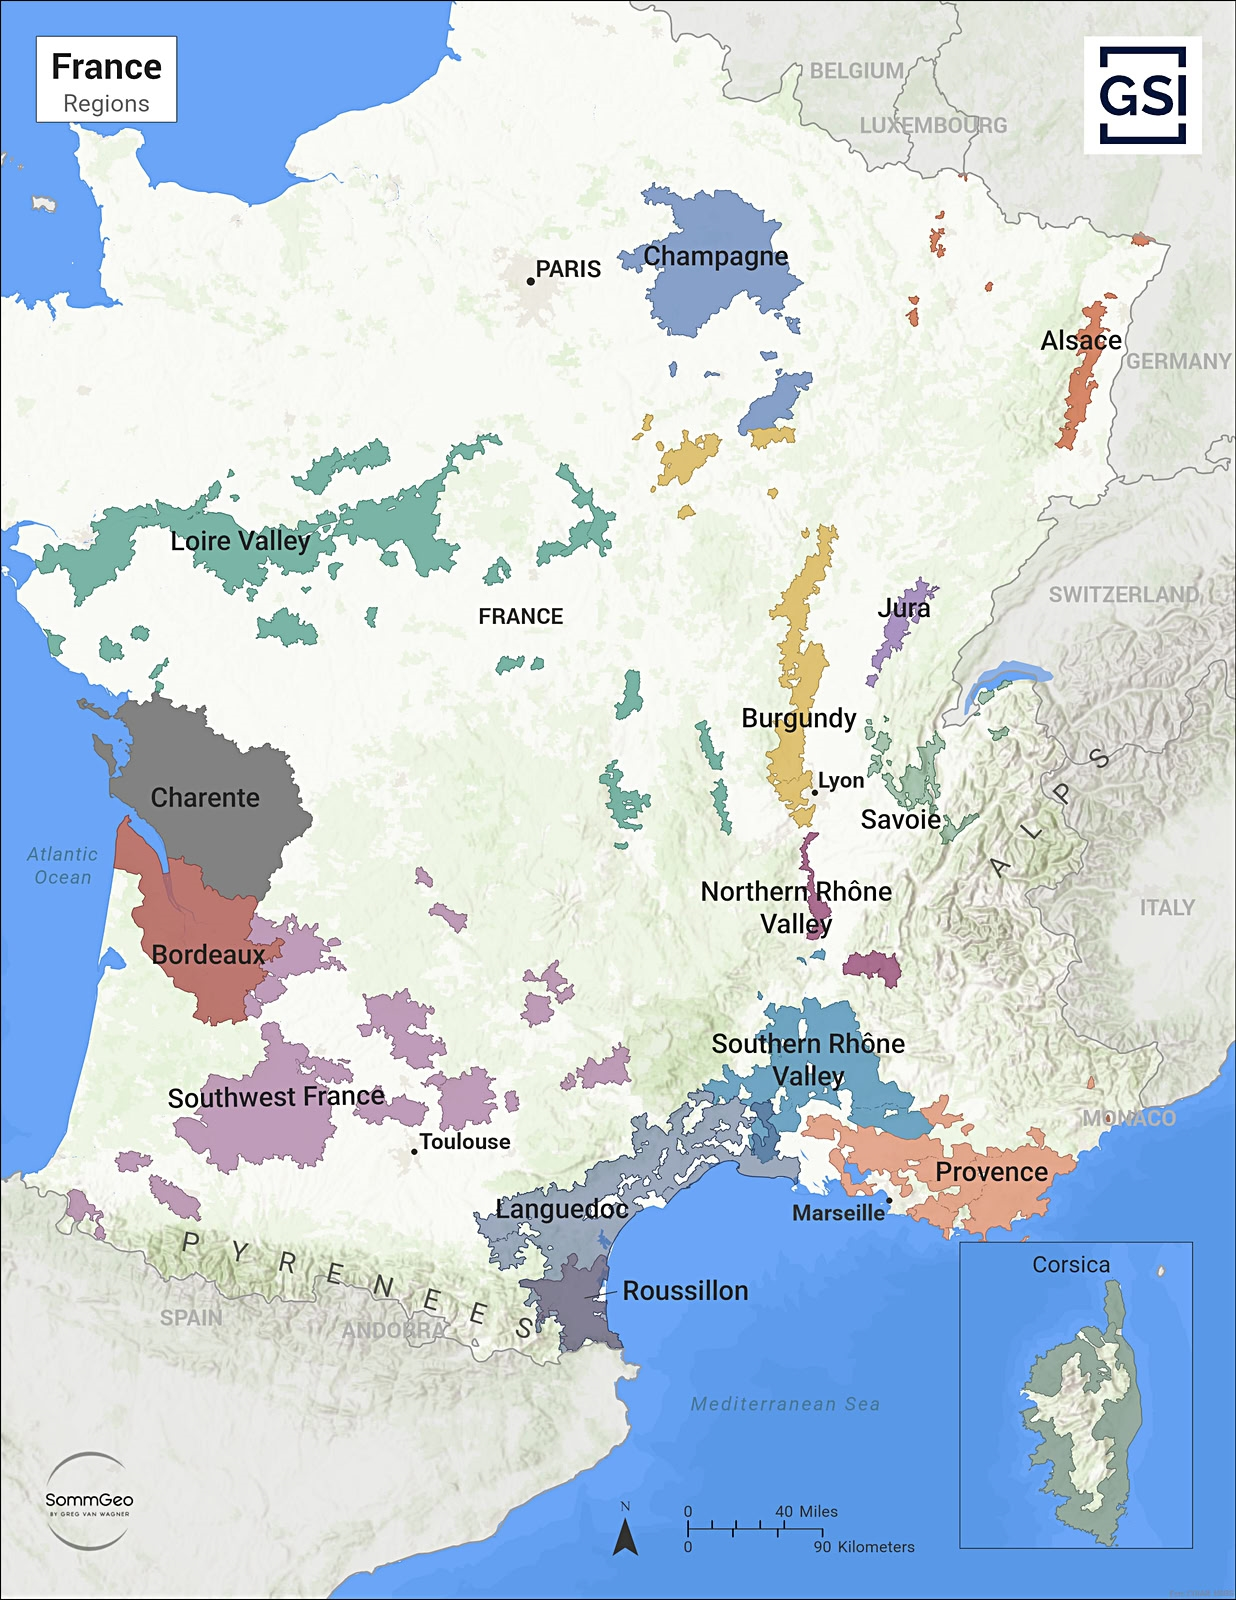 France
Regions
GSI
BELGIUM
LUXEMBOURG
PARIS
Champagne
Alsace
GERMANY
Loire Valley
FRANCE
SWITZERLAND
Jura
Burgundy
Lyon
Savoie
ALPS
Charente
Atlantic
Ocean
Northern Rhône
Valley
ITALY
Bordeaux
Southern Rhône
Valley
Southwest France
MONACO
Toulouse
Provence
Languedoc
Marseille
PYRENEES
Corsica
Roussillon
SPAIN
ANDORRA
Mediterranean Sea
SommGeo
BY GREG VAN WAGNER
N
0 40 Miles
0 90 Kilometers